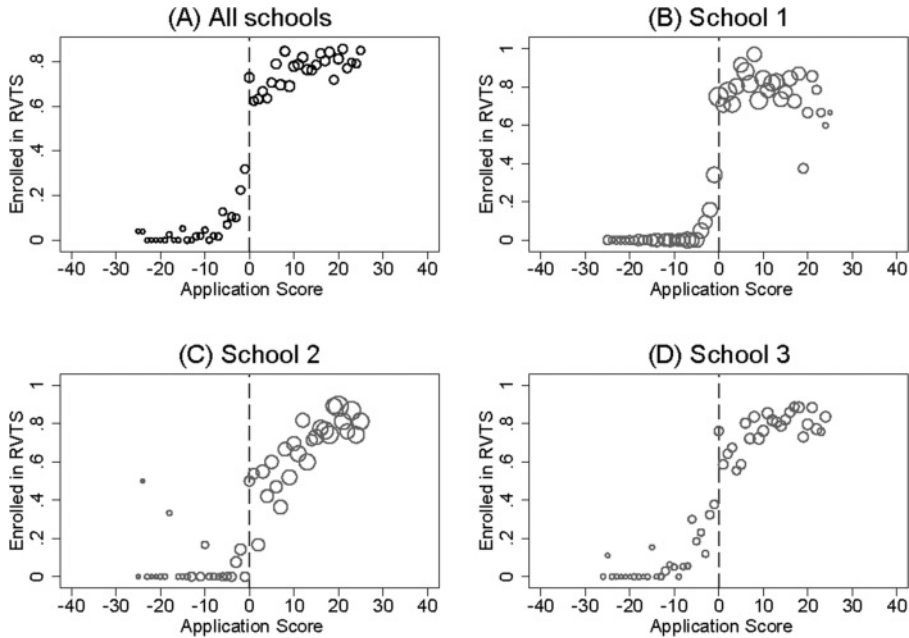 (A) All schools
Enrolled in RVTS
.8
.6
.4
.2
0
-40 -30 -20 -10 0 10 20 30 40
Application Score
(B) School 1
Enrolled in RVTS
1
.8
.6
.4
.2
0
-40 -30 -20 -10 0 10 20 30 40
Application Score
(C) School 2
Enrolled in RVTS
1
.8
.6
.4
.2
0
-40 -30 -20 -10 0 10 20 30 40
Application Score
(D) School 3
Enrolled in RVTS
1
.8
.6
.4
.2
0
-40 -30 -20 -10 0 10 20 30 40
Application Score